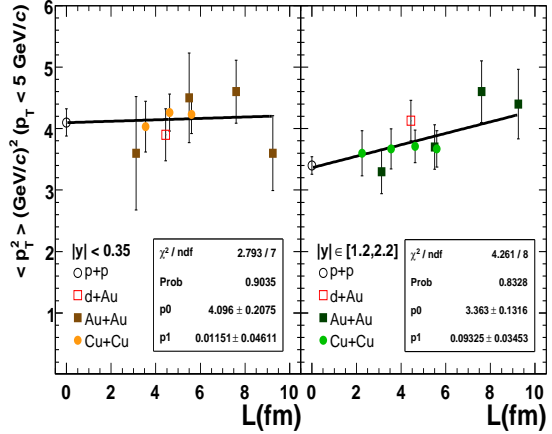 < p_T^2 > (GeV/c)^2 (p_T < 5 GeV/c)
6
5
4
3
2
1
|y| < 0.35
p+p
d+Au
Au+Au
Cu+Cu
χ² / ndf 2.793 / 7
Prob 0.9035
p0 4.096 ± 0.2075
p1 0.01151 ± 0.04611
0 2 4 6 8 10
L(fm)
|y| ∈ [1.2,2.2]
p+p
d+Au
Au+Au
Cu+Cu
χ² / ndf 4.261 / 8
Prob 0.8328
p0 3.363 ± 0.1316
p1 0.09325 ± 0.03453
0 2 4 6 8 10
L(fm)